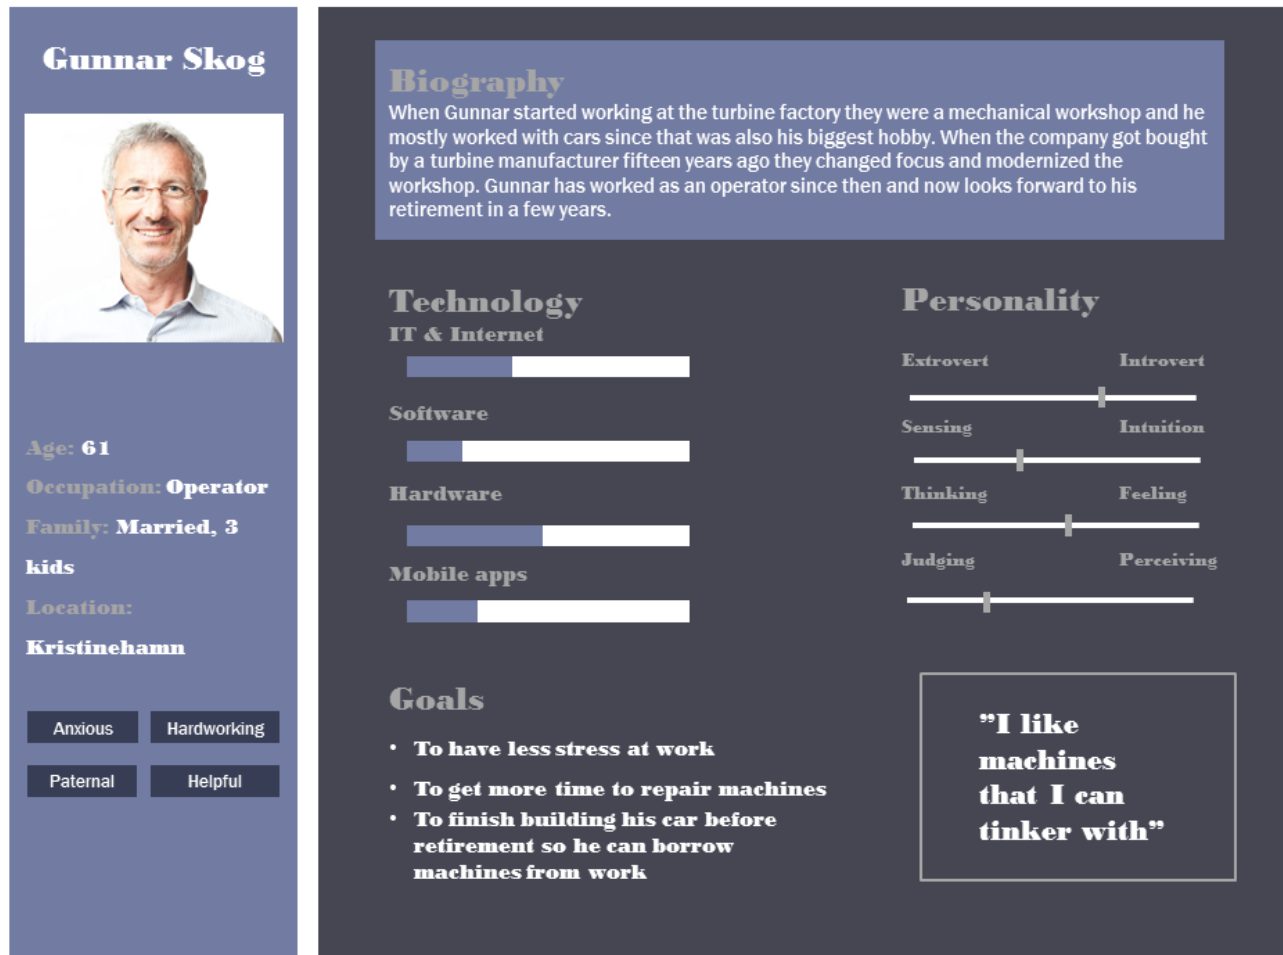 Gunnar Skog
Age: 61
Occupation: Operator
Family: Married, 3
kids
Location:
Kristinehamn
Anxious
Hardworking
Paternal
Helpful
Biography
When Gunnar started working at the turbine factory they were a mechanical workshop and he
mostly worked with cars since that was also his biggest hobby. When the company got bought
by a turbine manufacturer fifteen years ago they changed focus and modernized the
workshop. Gunnar has worked as an operator since then and now looks forward to his
retirement in a few years.
Technology
IT & Internet
Software
Hardware
Mobile apps
Personality
Extrovert Introvert
Sensing Intuition
Thinking Feeling
Judging Perceiving
Goals
• To have less stress at work
• To get more time to repair machines
• To finish building his car before
retirement so he can borrow
machines from work
”I like
machines
that I can
tinker with”